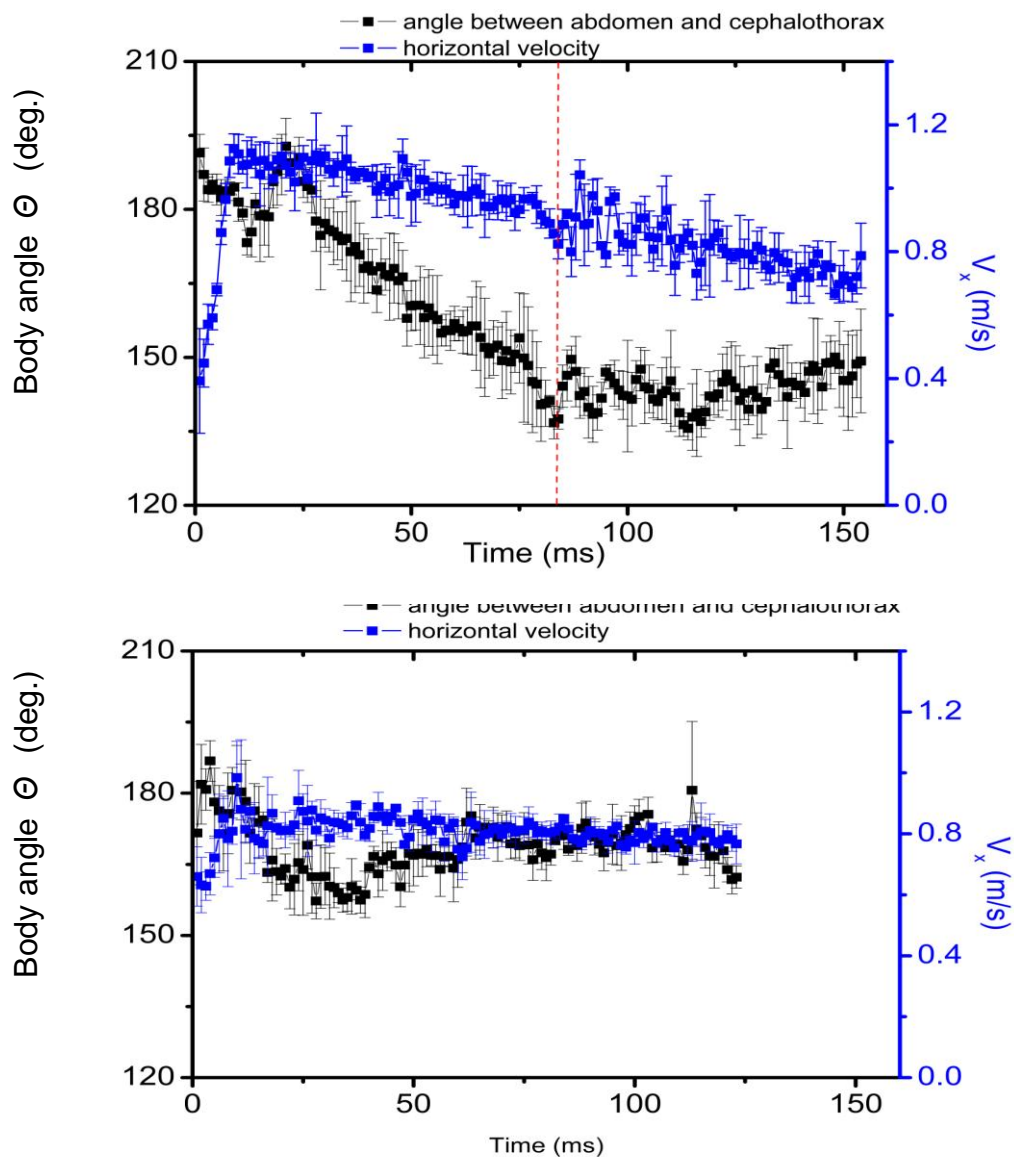 angle between abdomen and cephalothorax
horizontal velocity
210
180
150
120
Body angle Θ (deg.)
1.2
0.8
0.4
0.0
V x (m/s)
0
50
100
150
Time (ms)
angle between abdomen and cephalothorax
horizontal velocity
210
180
150
120
Body angle Θ (deg.)
1.2
0.8
0.4
0.0
V x (m/s)
0
50
100
150
Time (ms)